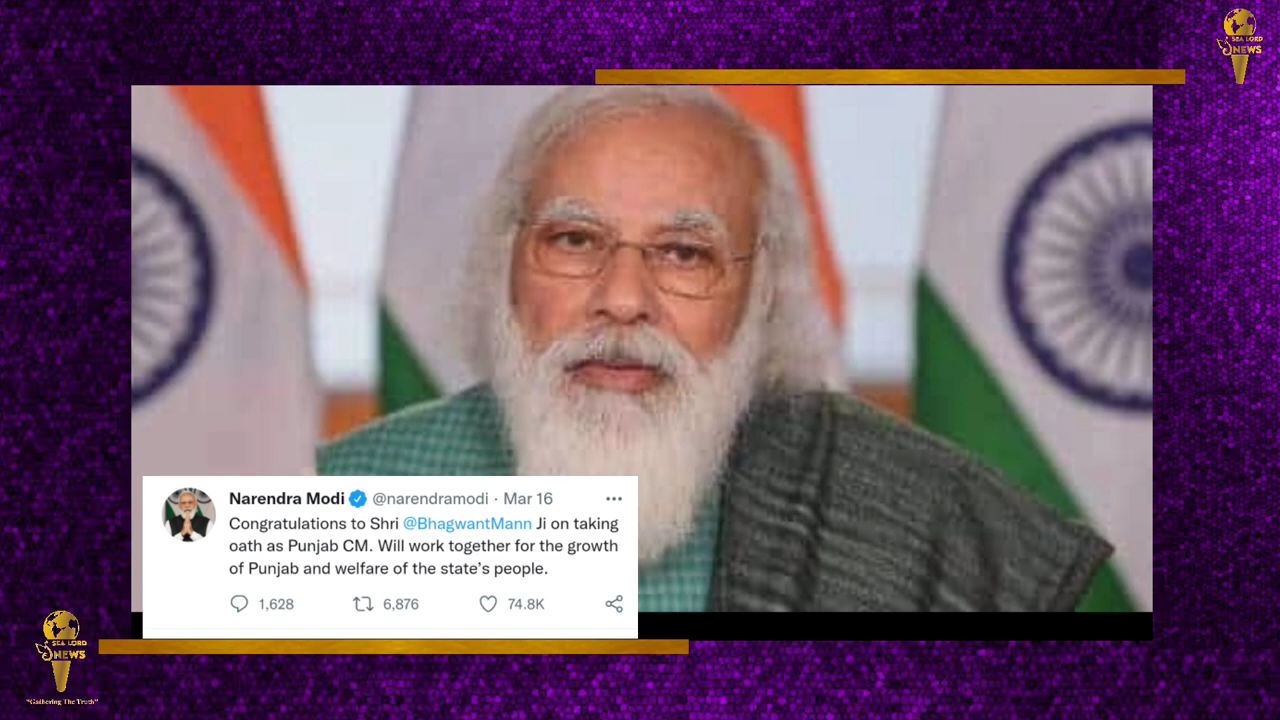 SEA LORD
NEWS
Narendra Modi @narendramodi · Mar 16
Congratulations to Shri @BhagwantMann Ji on taking
oath as Punjab CM. Will work together for the growth
of Punjab and welfare of the state's people.
1,628 6,876 74.8K
SEA LORD
NEWS
"Gathering The Truth"